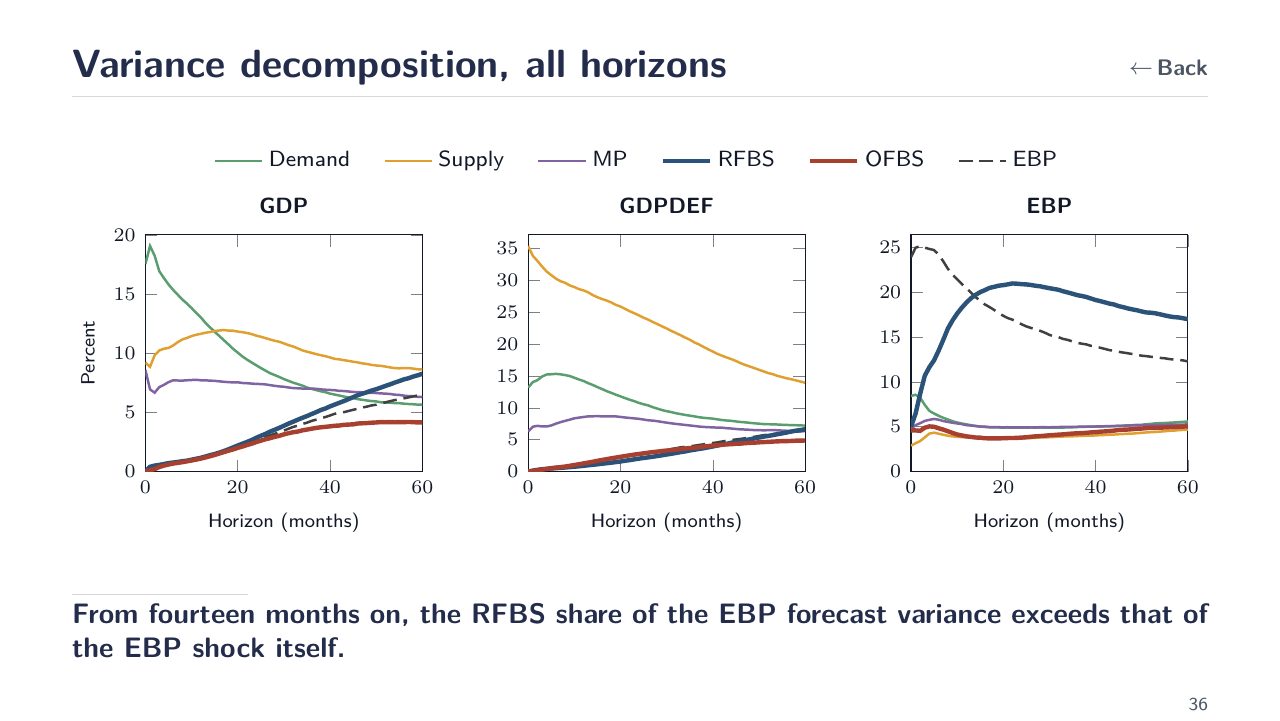 Variance decomposition, all horizons
← Back
Demand Supply MP RFBS OFBS EBP
GDP
Percent
20
15
10
5
0
0 20 40 60
Horizon (months)
GDPDEF
35
30
25
20
15
10
5
0
0 20 40 60
Horizon (months)
EBP
25
20
15
10
5
0
0 20 40 60
Horizon (months)
From fourteen months on, the RFBS share of the EBP forecast variance exceeds that of
the EBP shock itself.
36